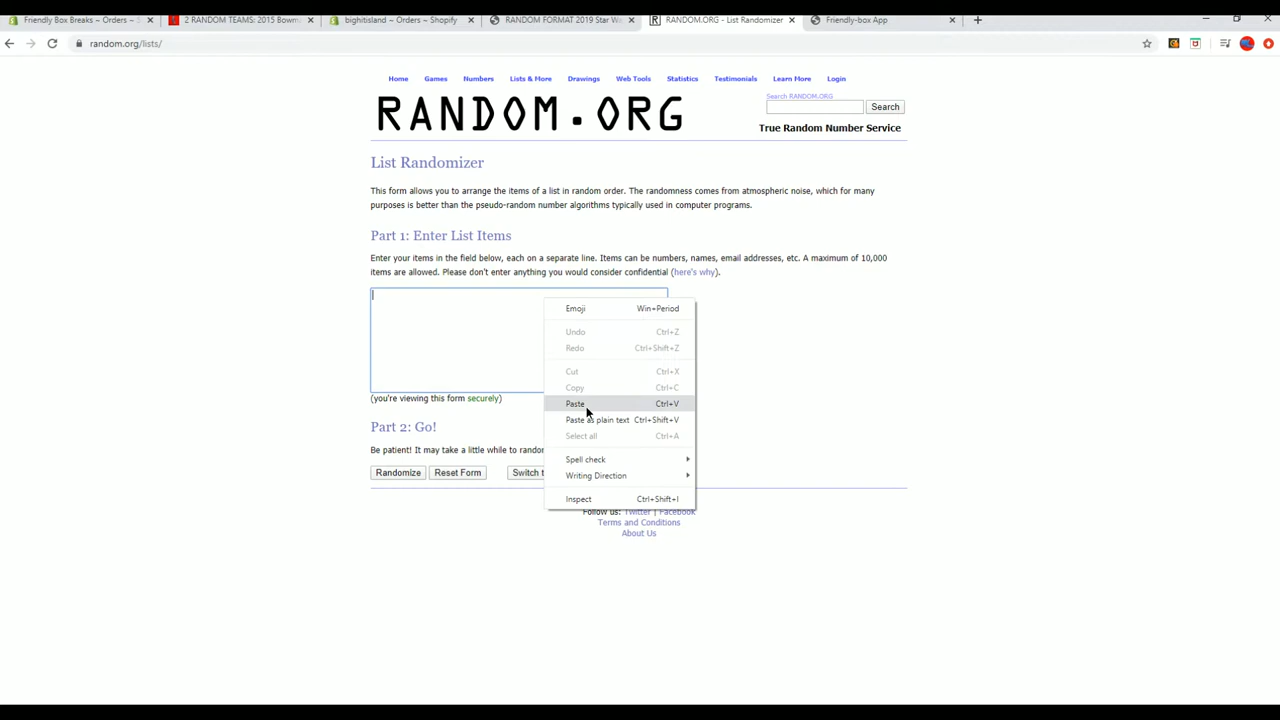 Friendly Box Breaks ~ Orders ~ S
2 RANDOM TEAMS: 2015 Bowm
bighitisland ~ Orders ~ Shopify
RANDOM FORMAT 2019 Star W
RANDOM.ORG - List Randomizer
Friendly-box App
random.org/lists/
Home Games Numbers Lists & More Drawings Web Tools Statistics Testimonials Learn More Login
RANDOM.ORG
Search RANDOM.ORG
Search
True Random Number Service
List Randomizer
This form allows you to arrange the items of a list in random order. The randomness comes from atmospheric noise, which for many
purposes is better than the pseudo-random number algorithms typically used in computer programs.
Part 1: Enter List Items
Enter your items in the field below, each on a separate line. Items can be numbers, names, email addresses, etc. A maximum of 10,000
items are allowed. Please don't enter anything you would consider confidential (here's why).
Emoji Win+Period
Undo Ctrl+Z
Redo Ctrl+Shift+Z
Cut Ctrl+X
Copy Ctrl+C
Paste Ctrl+V
Paste as plain text Ctrl+Shift+V
Select all Ctrl+A
Spell check
Writing Direction
Inspect Ctrl+Shift+I
(you're viewing this form securely)
Part 2: Go!
Be patient! It may take a little while to random
Randomize Reset Form Switch t
Follow us: Twitter | Facebook
Terms and Conditions
About Us